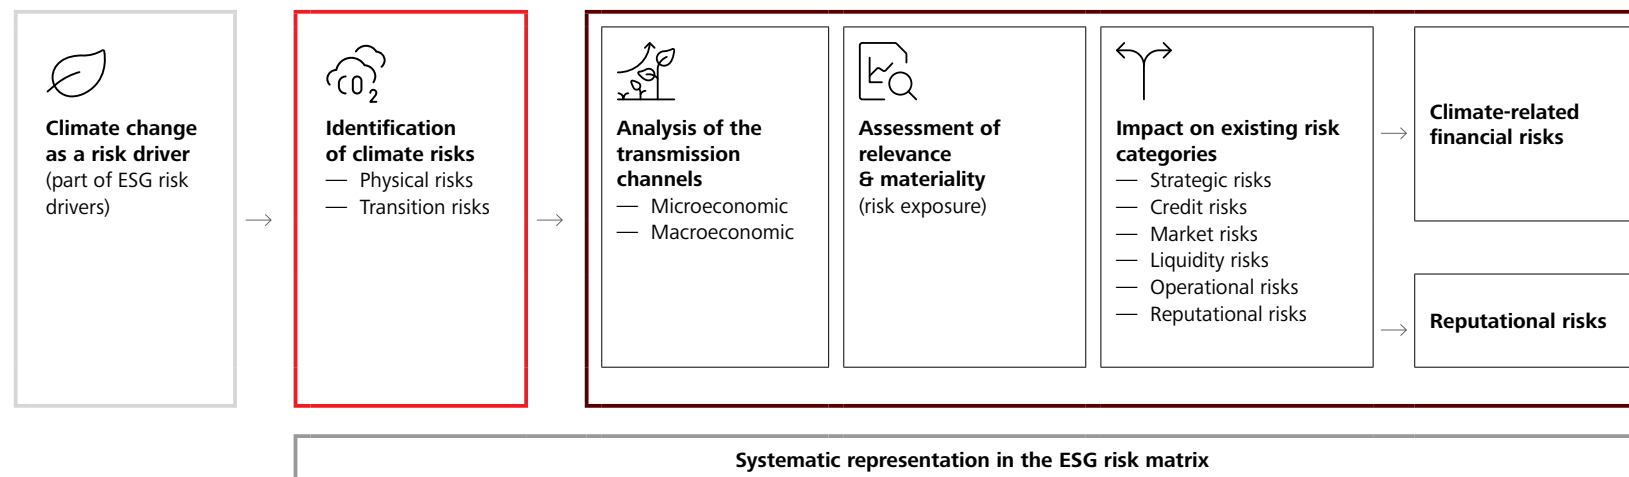 Climate change
as a risk driver
(part of ESG risk
drivers)
CO2
Identification
of climate risks
— Physical risks
— Transition risks
Analysis of the
transmission
channels
— Microeconomic
— Macroeconomic
Assessment of
relevance
& materiality
(risk exposure)
Impact on existing risk
categories
— Strategic risks
— Credit risks
— Market risks
— Liquidity risks
— Operational risks
— Reputational risks
Climate-related
financial risks
Reputational risks
Systematic representation in the ESG risk matrix